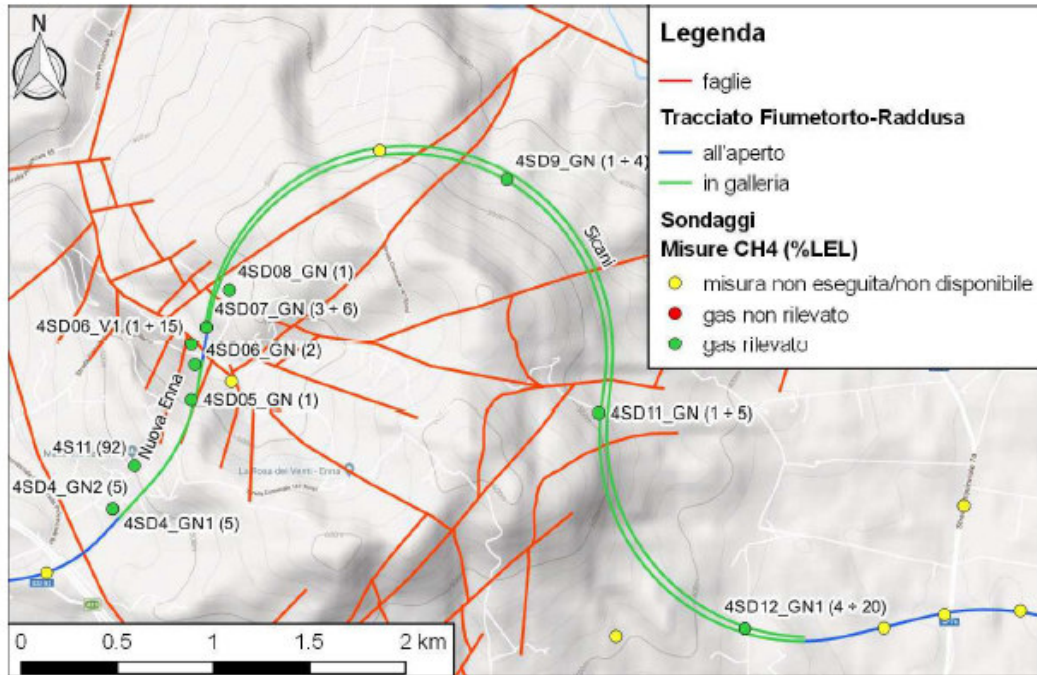 N
Legenda
faglie
Tracciato Fiumetorto-Raddusa
all'aperto
in galleria
Sondaggi
Misure CH4 (%LEL)
misura non eseguita/non disponibile
gas non rilevato
gas rilevato
4SD9_GN (1 ÷ 4)
Sicani
4SD08_GN (1)
4SD07_GN (3 ÷ 6)
4SD06_V1 (1 ÷ 15)
4SD06_GN (2)
4SD05_GN (1)
Nuova Enna
4SD11_GN (1 ÷ 5)
4S11 (92)
La Rosa dei Venti - Enna
4SD4_GN2 (5)
4SD4_GN1 (5)
4SD12_GN1 (4 ÷ 20)
0 0.5 1 2 km